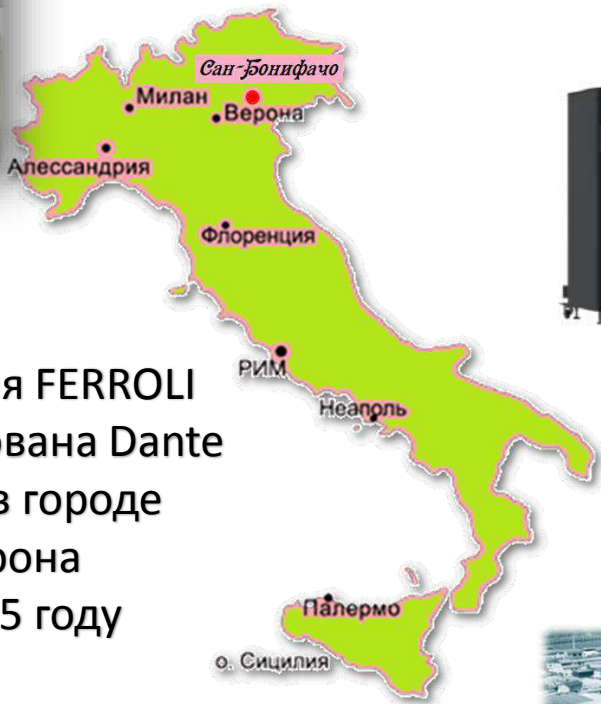 Сан-Бонифачо
Милан
Верона
Алессандрия
Флоренция
РИМ
Неаполь
Палермо
о. Сицилия
я FERROLI
ована Dante
в городе
рона
5 году